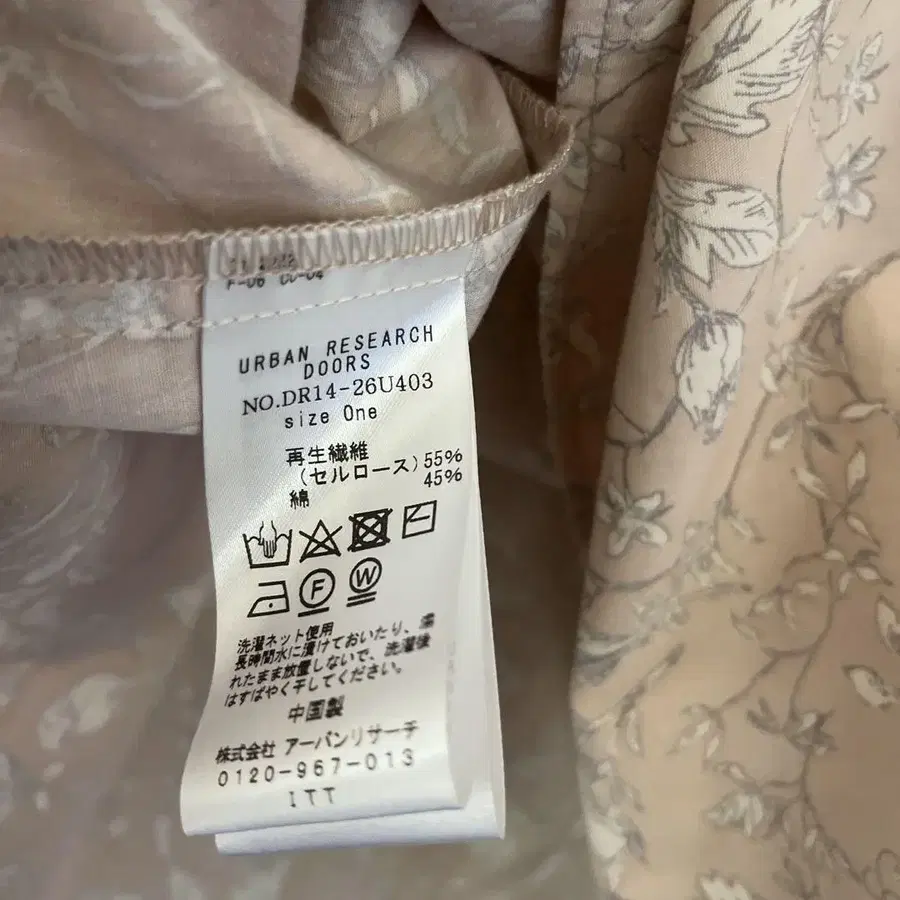 F-06 CO-04
URBAN RESEARCH
DOORS
NO.DR14-26U403
size One
再生繊維
(セルロース) 55%
綿 45%
F W
洗濯ネット使用
長時間水に漬けておいたり、濡
れたまま放置しないで、洗濯後
はすばやく干してください。
中国製
株式会社 アーバンリサーチ
0120-967-013
ITT